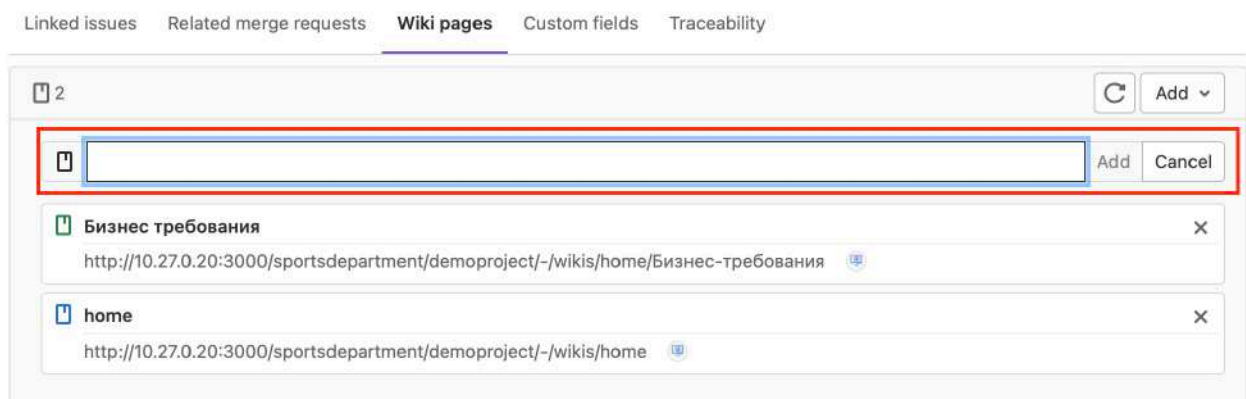 Linked issues Related merge requests Wiki pages Custom fields Traceability
2 Add
Add Cancel
Бизнес требования
http://10.27.0.20:3000/sportsdepartment/demoproject/-/wikis/home/Бизнес-требования
home
http://10.27.0.20:3000/sportsdepartment/demoproject/-/wikis/home